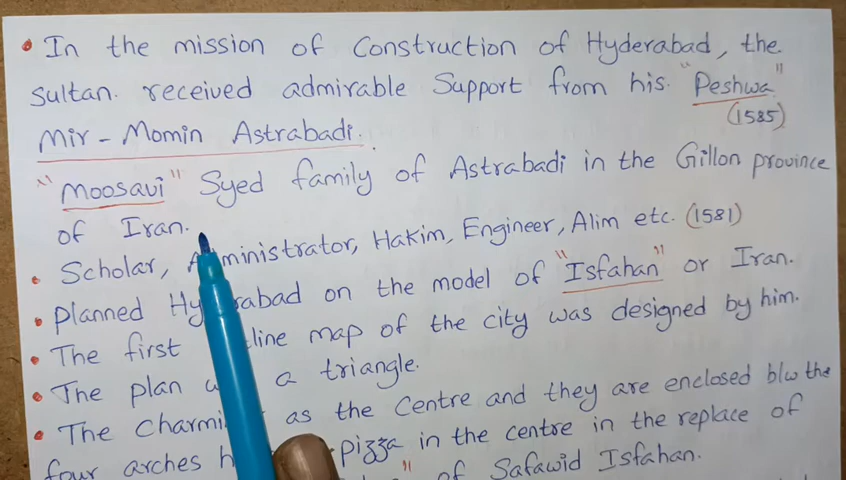 • In the mission of Construction of Hyderabad, the
Sultan. received admirable Support from his. "Peshwa"
(1585)
Mir-Momin Astrabadi.
"Moosavi" Syed family of Astrabadi in the Gillon province
of Iran.
• Scholar, Administrator, Hakim, Engineer, Alim etc. (1581)
• Planned Hyderabad on the model of "Isfahan" or Iran.
• The first line map of the city was designed by him.
• The plan a triangle.
• The Charmi as the Centre and they are enclosed b/w the
four arches pizza in the centre in the replace of
" of Safawid Isfahan.